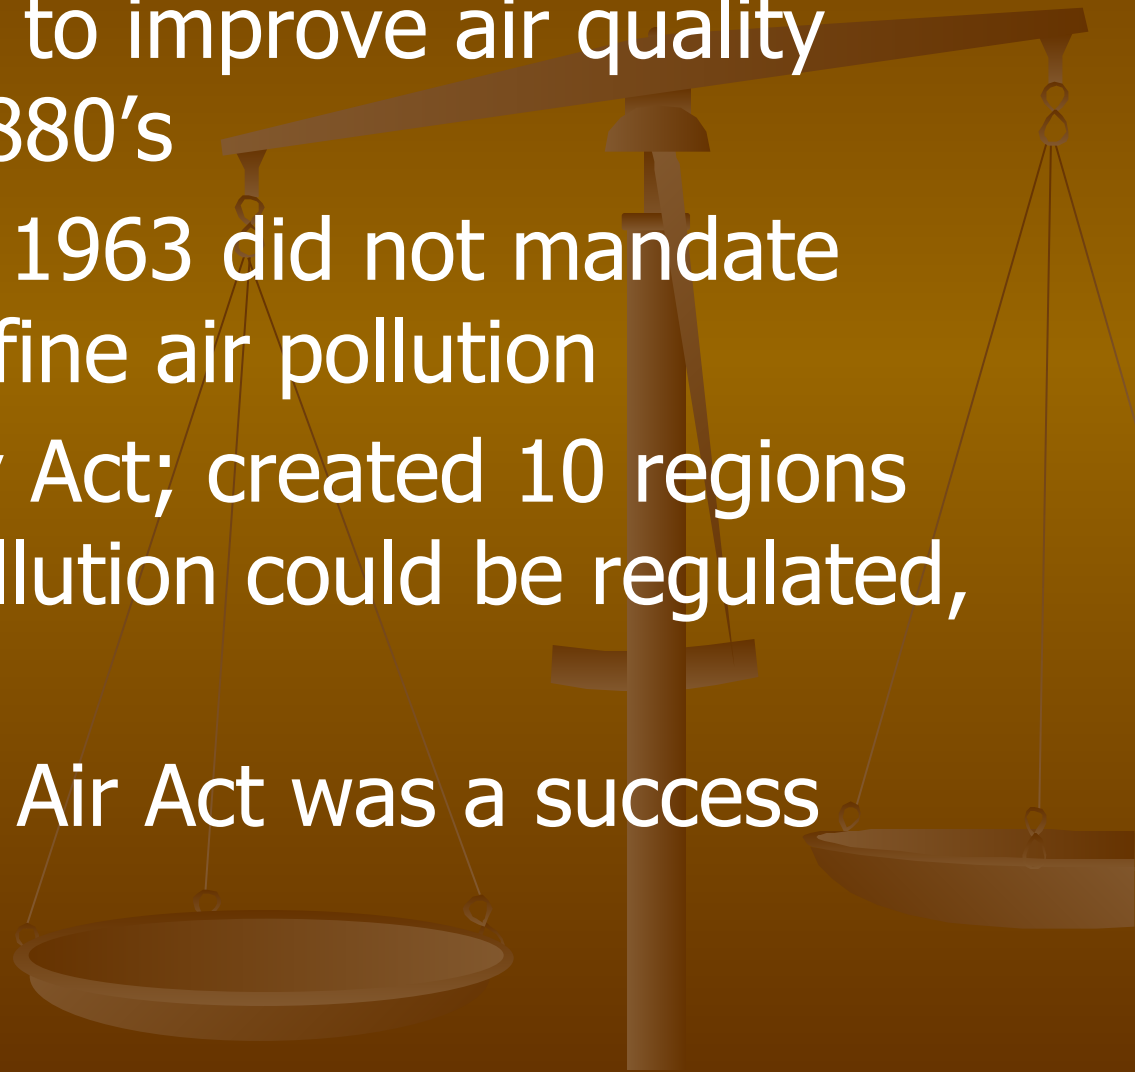 to improve air quality
880's
1963 did not mandate
fine air pollution
Act; created 10 regions
llution could be regulated,
Air Act was a success